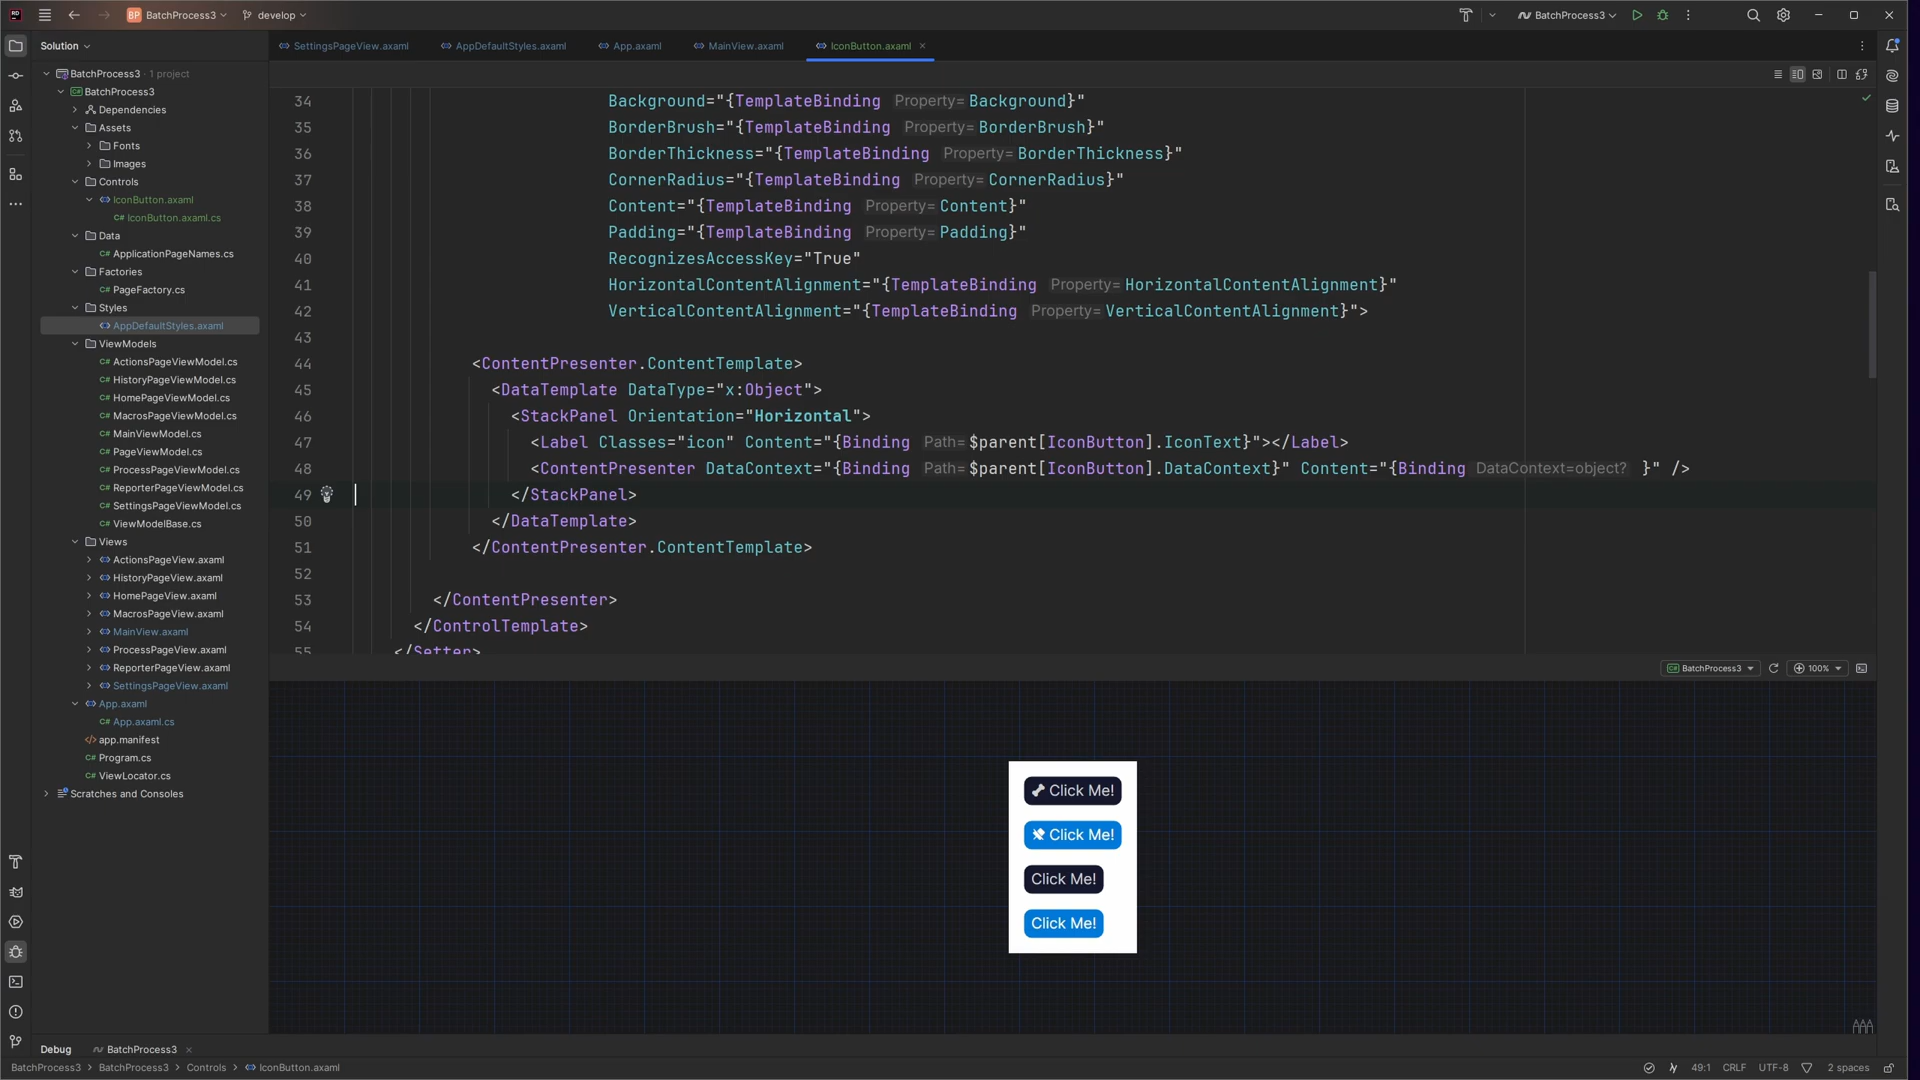 BP BatchProcess3
develop
BatchProcess3
Solution
SettingsPageView.axaml
AppDefaultStyles.axaml
App.axaml
MainView.axaml
IconButton.axaml
BatchProcess3 · 1 project
BatchProcess3
Dependencies
Assets
Fonts
Images
Controls
IconButton.axaml
C# IconButton.axaml.cs
Data
C# ApplicationPageNames.cs
Factories
C# PageFactory.cs
Styles
AppDefaultStyles.axaml
ViewModels
C# ActionsPageViewModel.cs
C# HistoryPageViewModel.cs
C# HomePageViewModel.cs
C# MacrosPageViewModel.cs
C# MainViewModel.cs
C# PageViewModel.cs
C# ProcessPageViewModel.cs
C# ReporterPageViewModel.cs
C# SettingsPageViewModel.cs
C# ViewModelBase.cs
Views
ActionsPageView.axaml
HistoryPageView.axaml
HomePageView.axaml
MacrosPageView.axaml
MainView.axaml
ProcessPageView.axaml
ReporterPageView.axaml
SettingsPageView.axaml
App.axaml
C# App.axaml.cs
app.manifest
C# Program.cs
C# ViewLocator.cs
Scratches and Consoles
34 Background="{TemplateBinding Property=Background}"
35 BorderBrush="{TemplateBinding Property=BorderBrush}"
36 BorderThickness="{TemplateBinding Property=BorderThickness}"
37 CornerRadius="{TemplateBinding Property=CornerRadius}"
38 Content="{TemplateBinding Property=Content}"
39 Padding="{TemplateBinding Property=Padding}"
40 RecognizesAccessKey="True"
41 HorizontalContentAlignment="{TemplateBinding Property=HorizontalContentAlignment}"
42 VerticalContentAlignment="{TemplateBinding Property=VerticalContentAlignment}">
43
44 <ContentPresenter.ContentTemplate>
45 <DataTemplate DataType="x:Object">
46 <StackPanel Orientation="Horizontal">
47 <Label Classes="icon" Content="{Binding Path=$parent[IconButton].IconText}"></Label>
48 <ContentPresenter DataContext="{Binding Path=$parent[IconButton].DataContext}" Content="{Binding DataContext=object? }" />
49 </StackPanel>
50 </DataTemplate>
51 </ContentPresenter.ContentTemplate>
52
53 </ContentPresenter>
54 </ControlTemplate>
55 </Setter>
C# BatchProcess3
100%
Click Me!
Click Me!
Click Me!
Click Me!
Debug
BatchProcess3
BatchProcess3 > BatchProcess3 > Controls > IconButton.axaml
49:1
CRLF
UTF-8
2 spaces